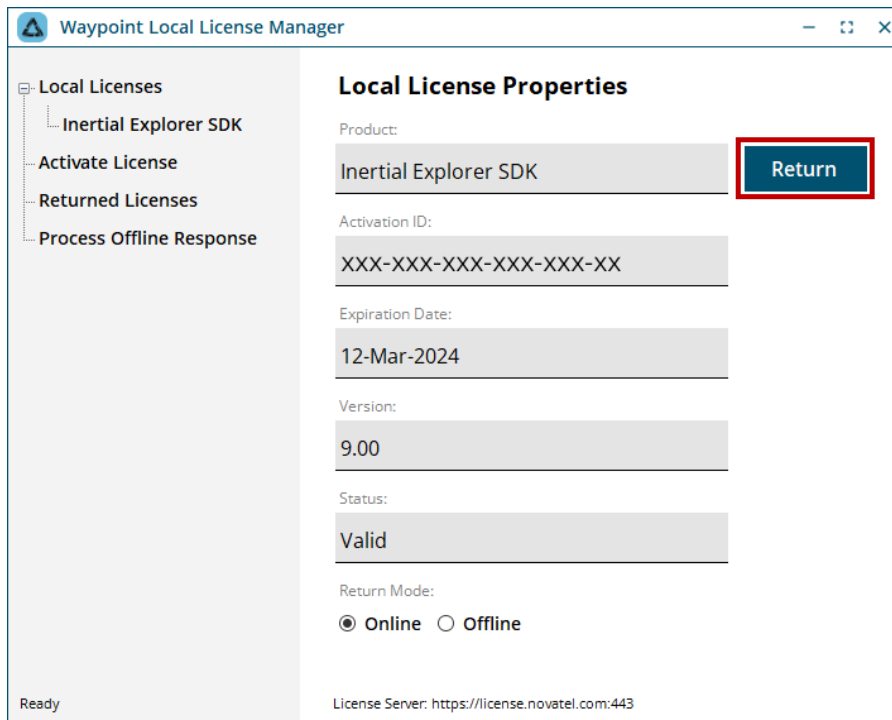 Waypoint Local License Manager
Local Licenses
Inertial Explorer SDK
Activate License
Returned Licenses
Process Offline Response
Local License Properties
Product:
Inertial Explorer SDK
Return
Activation ID:
XXX-XXX-XXX-XXX-XXX-XX
Expiration Date:
12-Mar-2024
Version:
9.00
Status:
Valid
Return Mode:
Online Offline
Ready
License Server: https://license.novatel.com:443